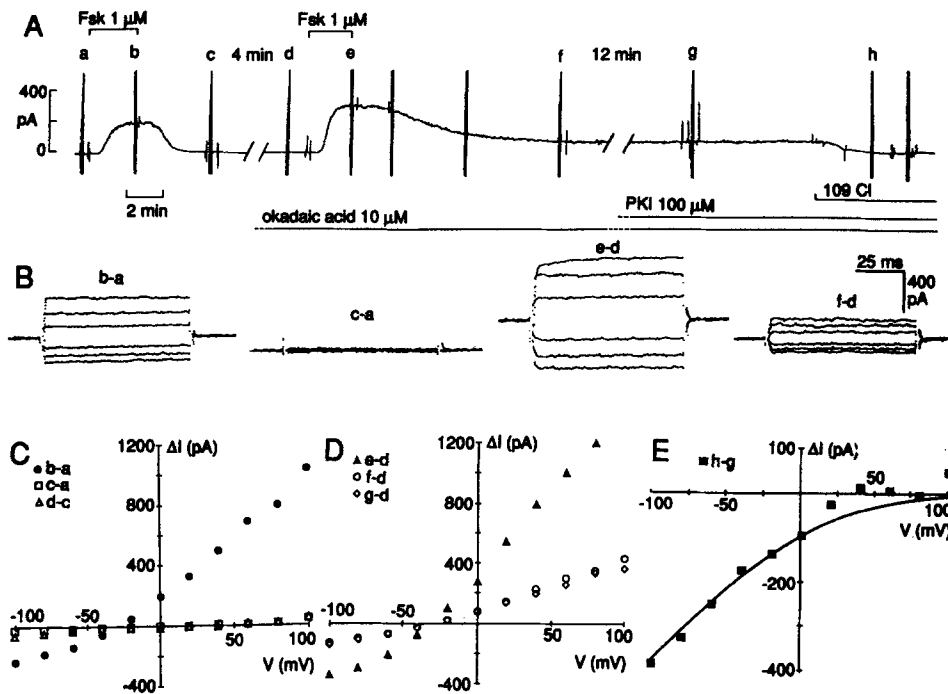 A
Fsk 1 µM
Fsk 1 µM
a b c 4 min d e f 12 min g h
400
pA
0
2 min
109 Cl
okadaic acid 10 µM
PKI 100 µM
B
b-a
c-a
e-d
f-d
25 ms
400
pA
C
b-a
c-a
d-c
1200
ΔI (pA)
800
400
-100
-50
50
100
V (mV)
-400
D
e-d
f-d
g-d
1200
ΔI (pA)
800
400
-100
-50
50
100
V (mV)
-400
E
h-g
100
ΔI (pA)
-100
-50
50
100
V (mV)
-200
-400